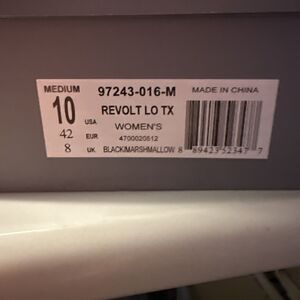 MEDIUM 97243-016-M MADE IN CHINA
10 USA REVOLT LO TX
42 EUR WOMEN'S
4700020512
8 UK BLACK/MARSHMALLOW 8 89423 52347 7